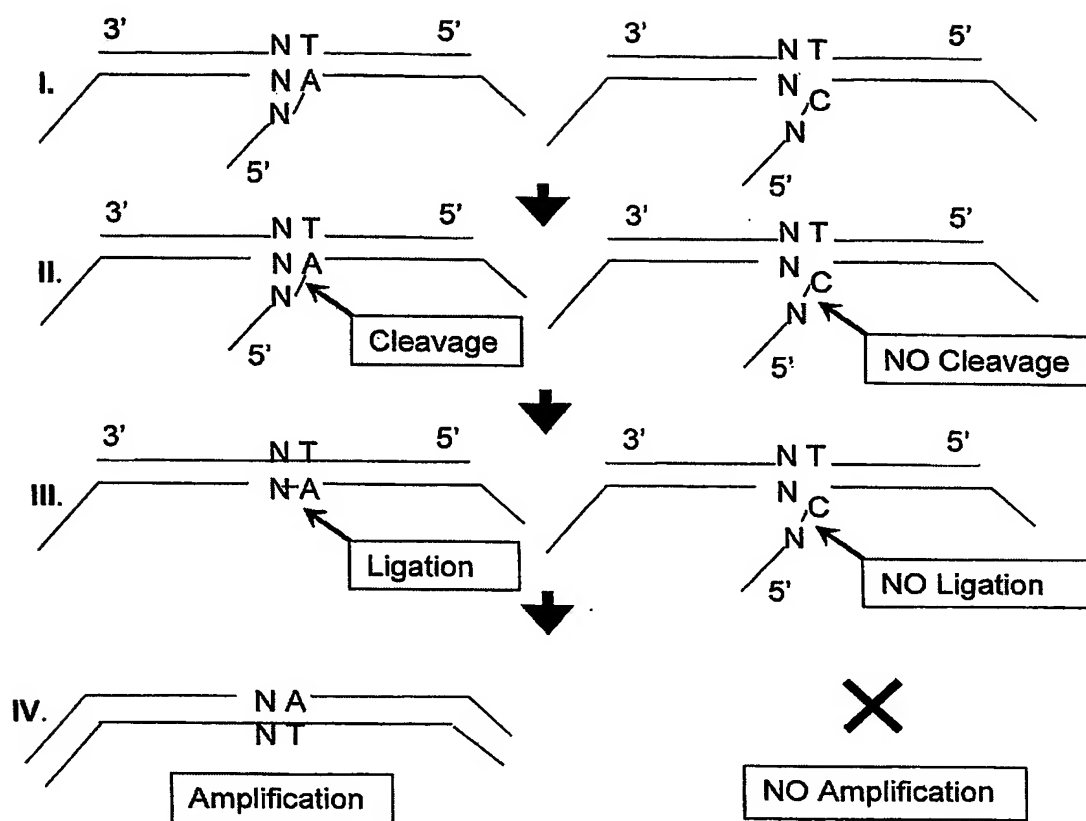 3' N T 5' 3' N T 5'
I. N A N C
N N
5' 5'
3' N T 5' 3' N T 5'
II. N A N C
N N
5' Cleavage 5' NO Cleavage
3' N T 5' 3' N T 5'
III. N A N C
N
Ligation 5' NO Ligation
IV. N A
N T
Amplification NO Amplification